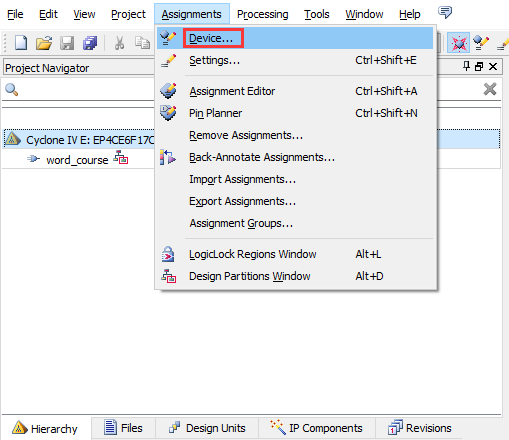 File Edit View Project Assignments Processing Tools Window Help
Device...
Project Navigator
Settings... Ctrl+Shift+E
Assignment Editor Ctrl+Shift+A
Pin Planner Ctrl+Shift+N
Cyclone IV E: EP4CE6F17C
Remove Assignments...
word_course
Back-Annotate Assignments...
Import Assignments...
Export Assignments...
Assignment Groups...
LogicLock Regions Window Alt+L
Design Partitions Window Alt+D
Hierarchy Files Design Units IP Components Revisions